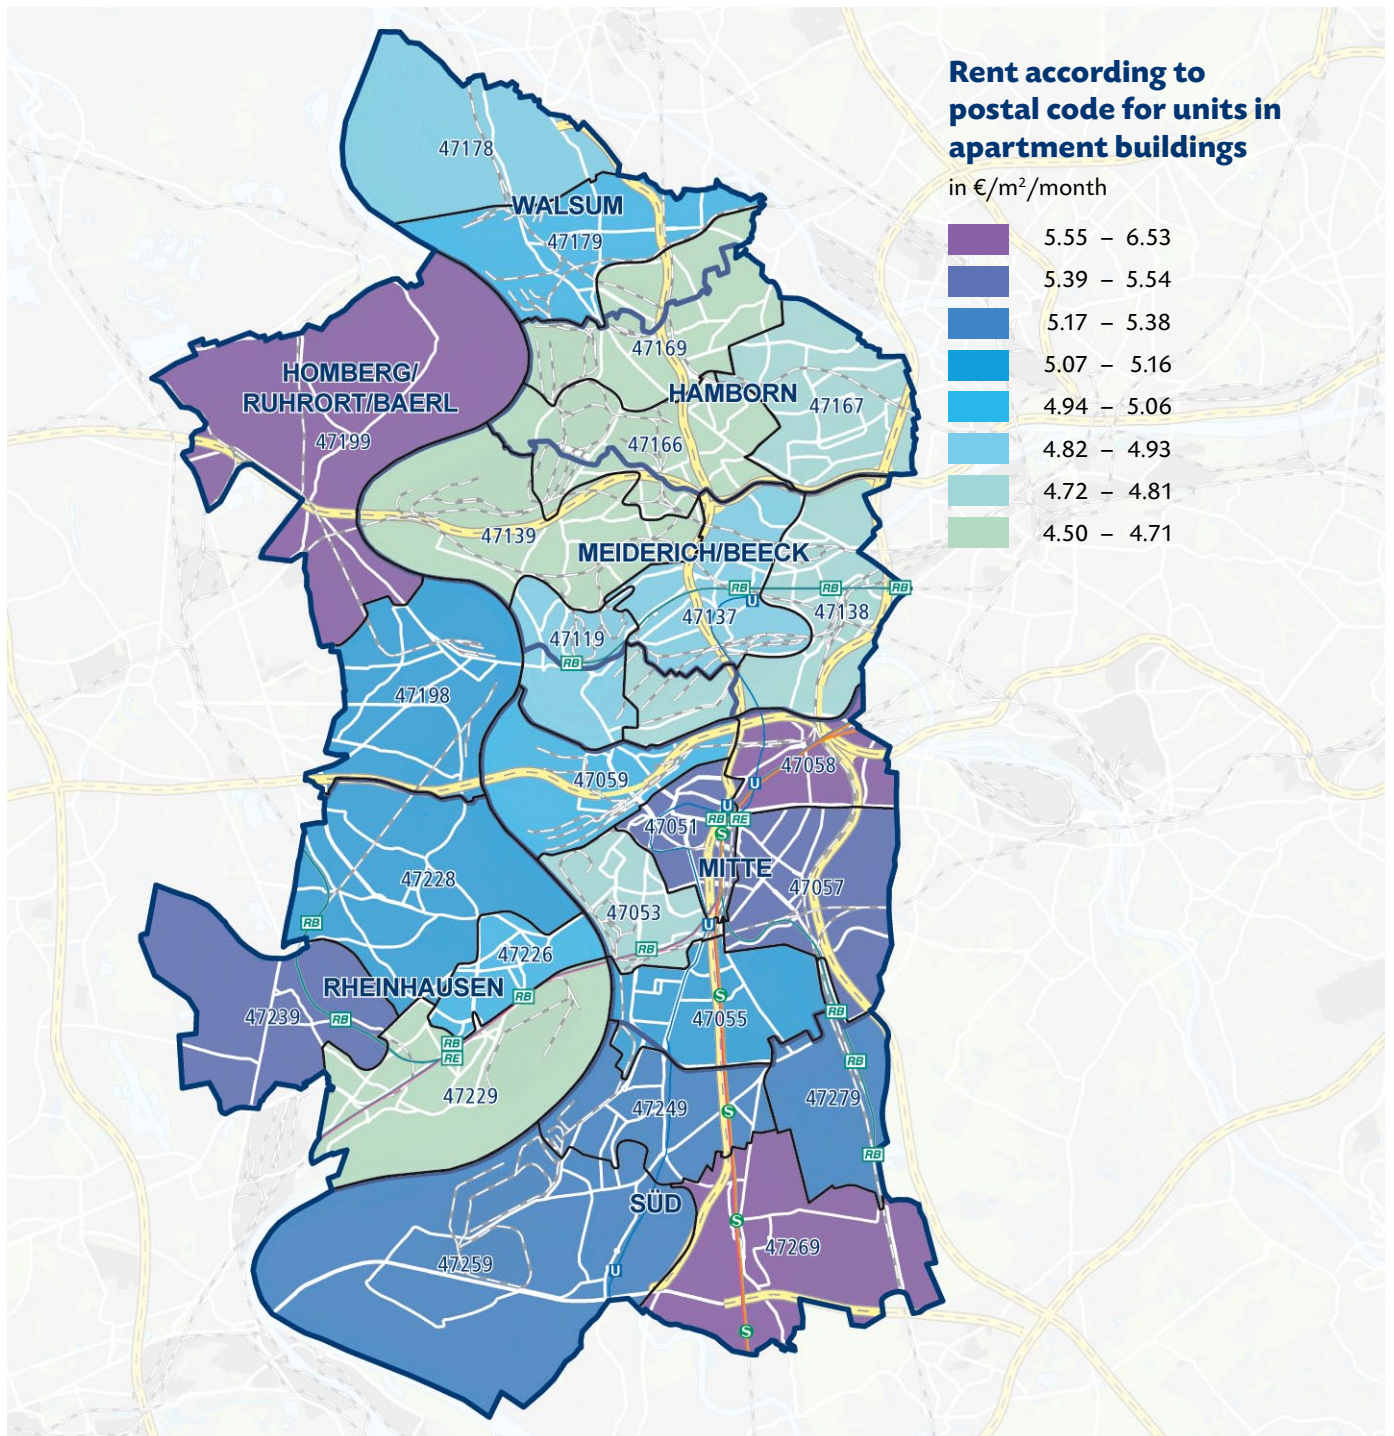 Rent according to
postal code for units in
apartment buildings
in €/m²/month
5.55 – 6.53
5.39 – 5.54
5.17 – 5.38
5.07 – 5.16
4.94 – 5.06
4.82 – 4.93
4.72 – 4.81
4.50 – 4.71
47178
WALSUM
47179
47169
HOMBERG/
RUHRORT/BAERL
HAMBORN
47167
47199
47166
47139
MEIDERICH/BEECK
RB
RB
RB
U
47137
47138
47119
RB
47198
47058
47059
U
U
RB
RE
47051
S
MITTE
47228
47057
47053
RB
U
RB
47226
RHEINHAUSEN
RB
S
47239
RB
47055
RB
RB
RE
RB
47229
47249
S
47279
RB
SÜD
S
47269
47259
U
S